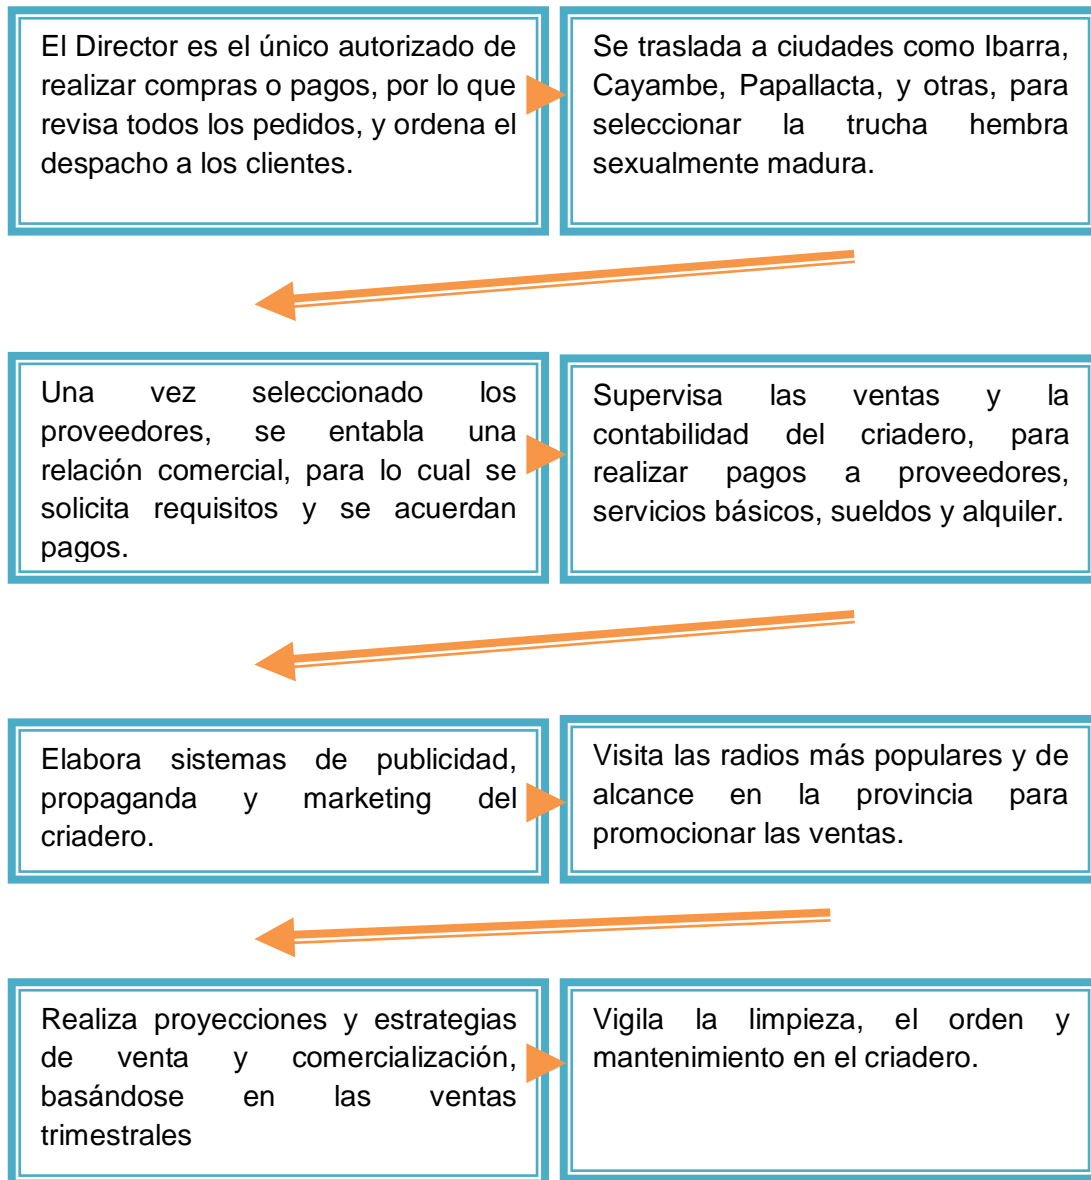 El Director es el único autorizado de
realizar compras o pagos, por lo que
revisa todos los pedidos, y ordena el
despacho a los clientes.
Se traslada a ciudades como Ibarra,
Cayambe, Papallacta, y otras, para
seleccionar la trucha hembra
sexualmente madura.
Una vez seleccionado los
proveedores, se entabla una
relación comercial, para lo cual se
solicita requisitos y se acuerdan
pagos.
Supervisa las ventas y la
contabilidad del criadero, para
realizar pagos a proveedores,
servicios básicos, sueldos y alquiler.
Elabora sistemas de publicidad,
propaganda y marketing del
criadero.
Visita las radios más populares y de
alcance en la provincia para
promocionar las ventas.
Realiza proyecciones y estrategias
de venta y comercialización,
basándose en las ventas
trimestrales
Vigila la limpieza, el orden y
mantenimiento en el criadero.